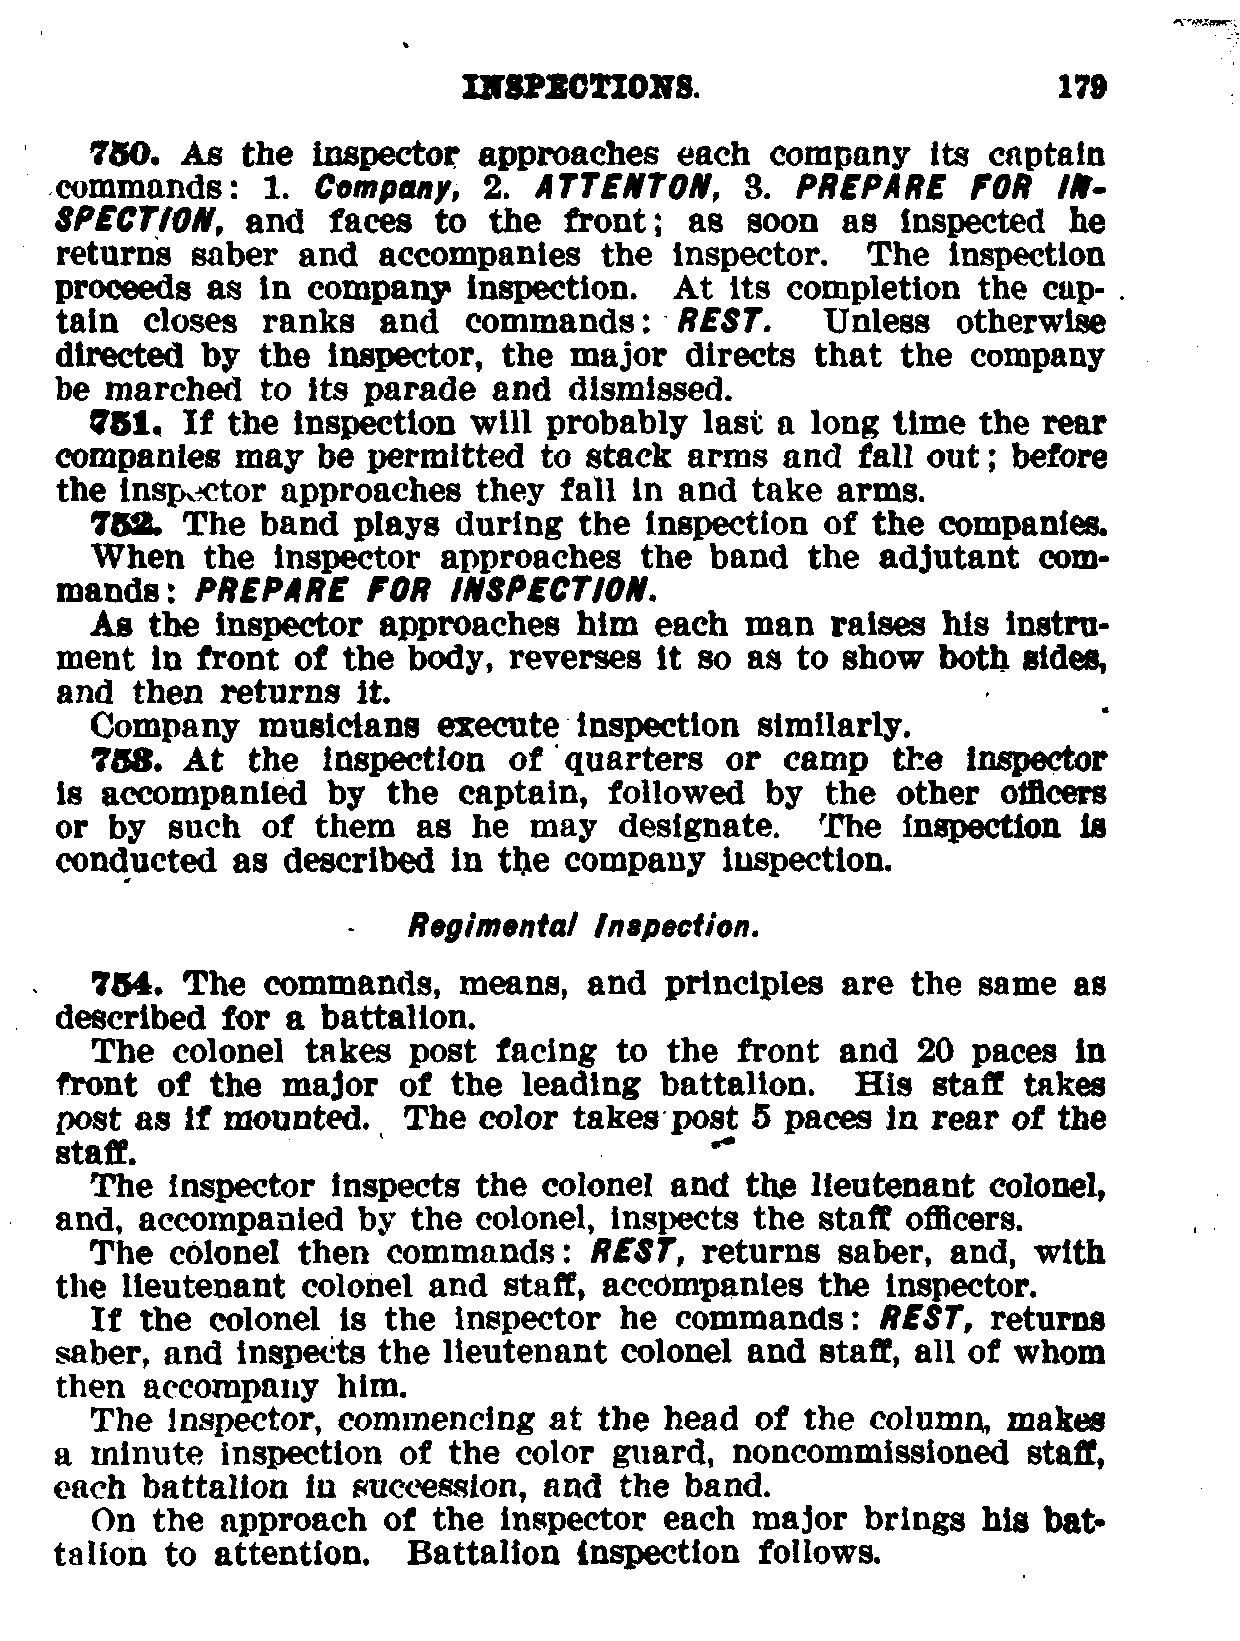 INSPECTIONS. 179
750. As the inspector approaches each company its captain
commands: 1. Company, 2. ATTENTON, 3. PREPARE FOR IN-
SPECTION, and faces to the front; as soon as inspected he
returns saber and accompanies the inspector. The inspection
proceeds as in company inspection. At its completion the cap-
tain closes ranks and commands: REST. Unless otherwise
directed by the inspector, the major directs that the company
be marched to its parade and dismissed.
751. If the inspection will probably last a long time the rear
companies may be permitted to stack arms and fall out; before
the inspector approaches they fall in and take arms.
752. The band plays during the inspection of the companies.
When the inspector approaches the band the adjutant com-
mands: PREPARE FOR INSPECTION.
As the inspector approaches him each man raises his instru-
ment in front of the body, reverses it so as to show both sides,
and then returns it.
Company musicians execute inspection similarly.
753. At the inspection of quarters or camp the inspector
is accompanied by the captain, followed by the other officers
or by such of them as he may designate. The inspection is
conducted as described in the company inspection.
Regimental Inspection.
754. The commands, means, and principles are the same as
described for a battalion.
The colonel takes post facing to the front and 20 paces in
front of the major of the leading battalion. His staff takes
post as if mounted. The color takes post 5 paces in rear of the
staff.
The inspector inspects the colonel and the lieutenant colonel,
and, accompanied by the colonel, inspects the staff officers.
The colonel then commands: REST, returns saber, and, with
the lieutenant colonel and staff, accompanies the inspector.
If the colonel is the inspector he commands: REST, returns
saber, and inspects the lieutenant colonel and staff, all of whom
then accompany him.
The inspector, commencing at the head of the column, makes
a minute inspection of the color guard, noncommissioned staff,
each battalion in succession, and the band.
On the approach of the inspector each major brings his bat-
talion to attention. Battalion inspection follows.